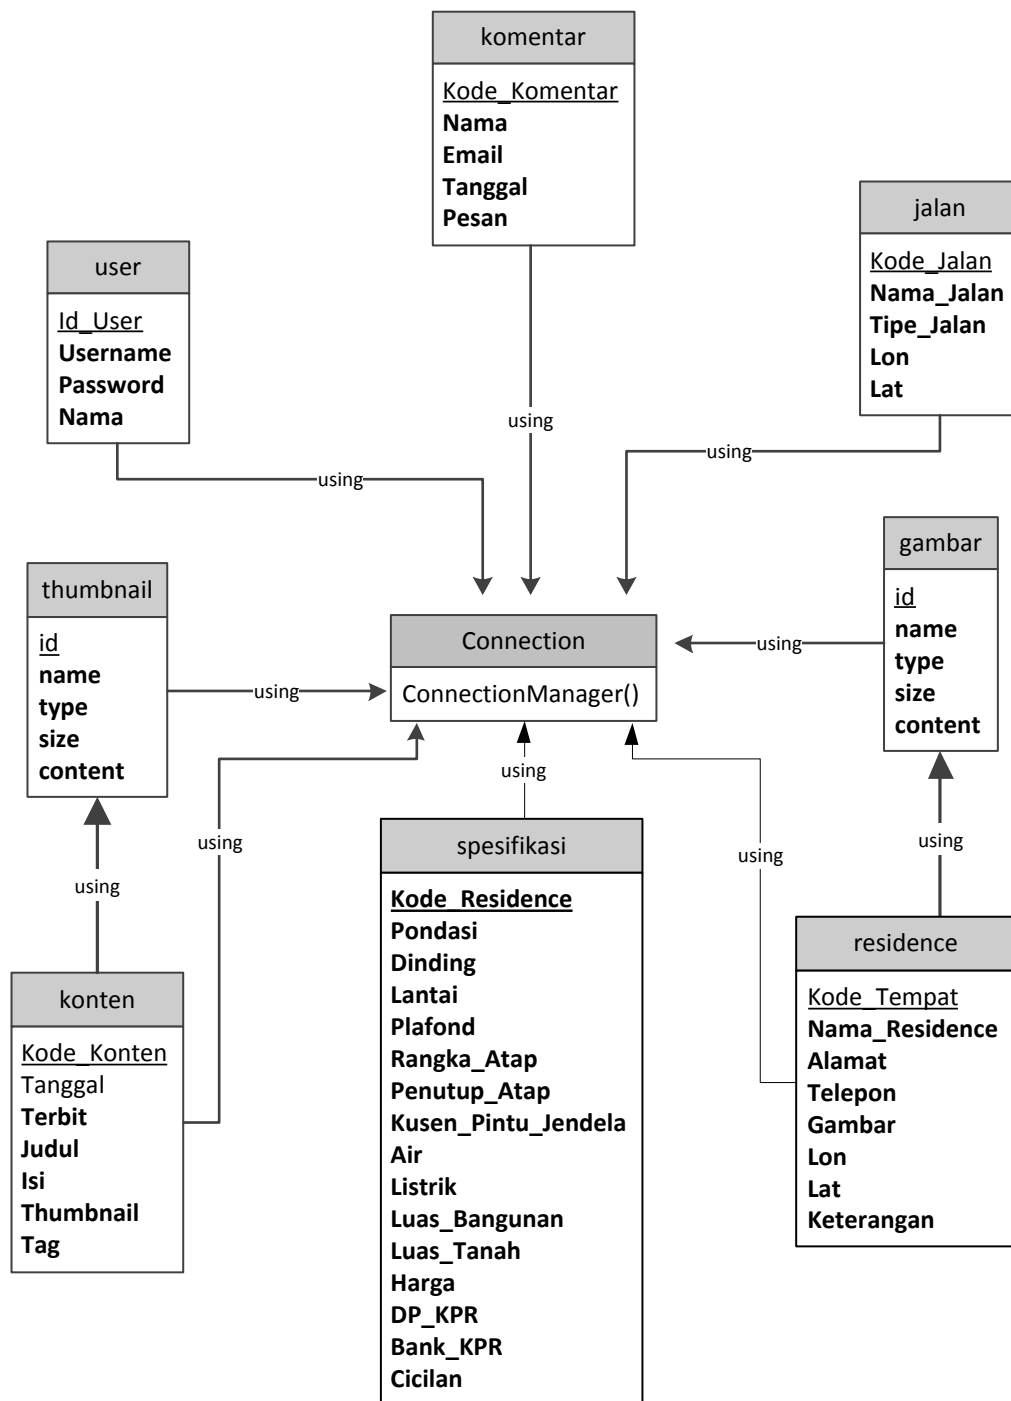 komentar
Kode_Komentar
Nama
Email
Tanggal
Pesan
using
user
Id_User
Username
Password
Nama
using
jalan
Kode_Jalan
Nama_Jalan
Tipe_Jalan
Lon
Lat
using
thumbnail
id
name
type
size
content
using
Connection
ConnectionManager()
gambar
id
name
type
size
content
using
using
using
using
using
using
konten
Kode_Konten
Tanggal
Terbit
Judul
Isi
Thumbnail
Tag
spesifikasi
Kode_Residence
Pondasi
Dinding
Lantai
Plafond
Rangka_Atap
Penutup_Atap
Kusen_Pintu_Jendela
Air
Listrik
Luas_Bangunan
Luas_Tanah
Harga
DP_KPR
Bank_KPR
Cicilan
residence
Kode_Tempat
Nama_Residence
Alamat
Telepon
Gambar
Lon
Lat
Keterangan